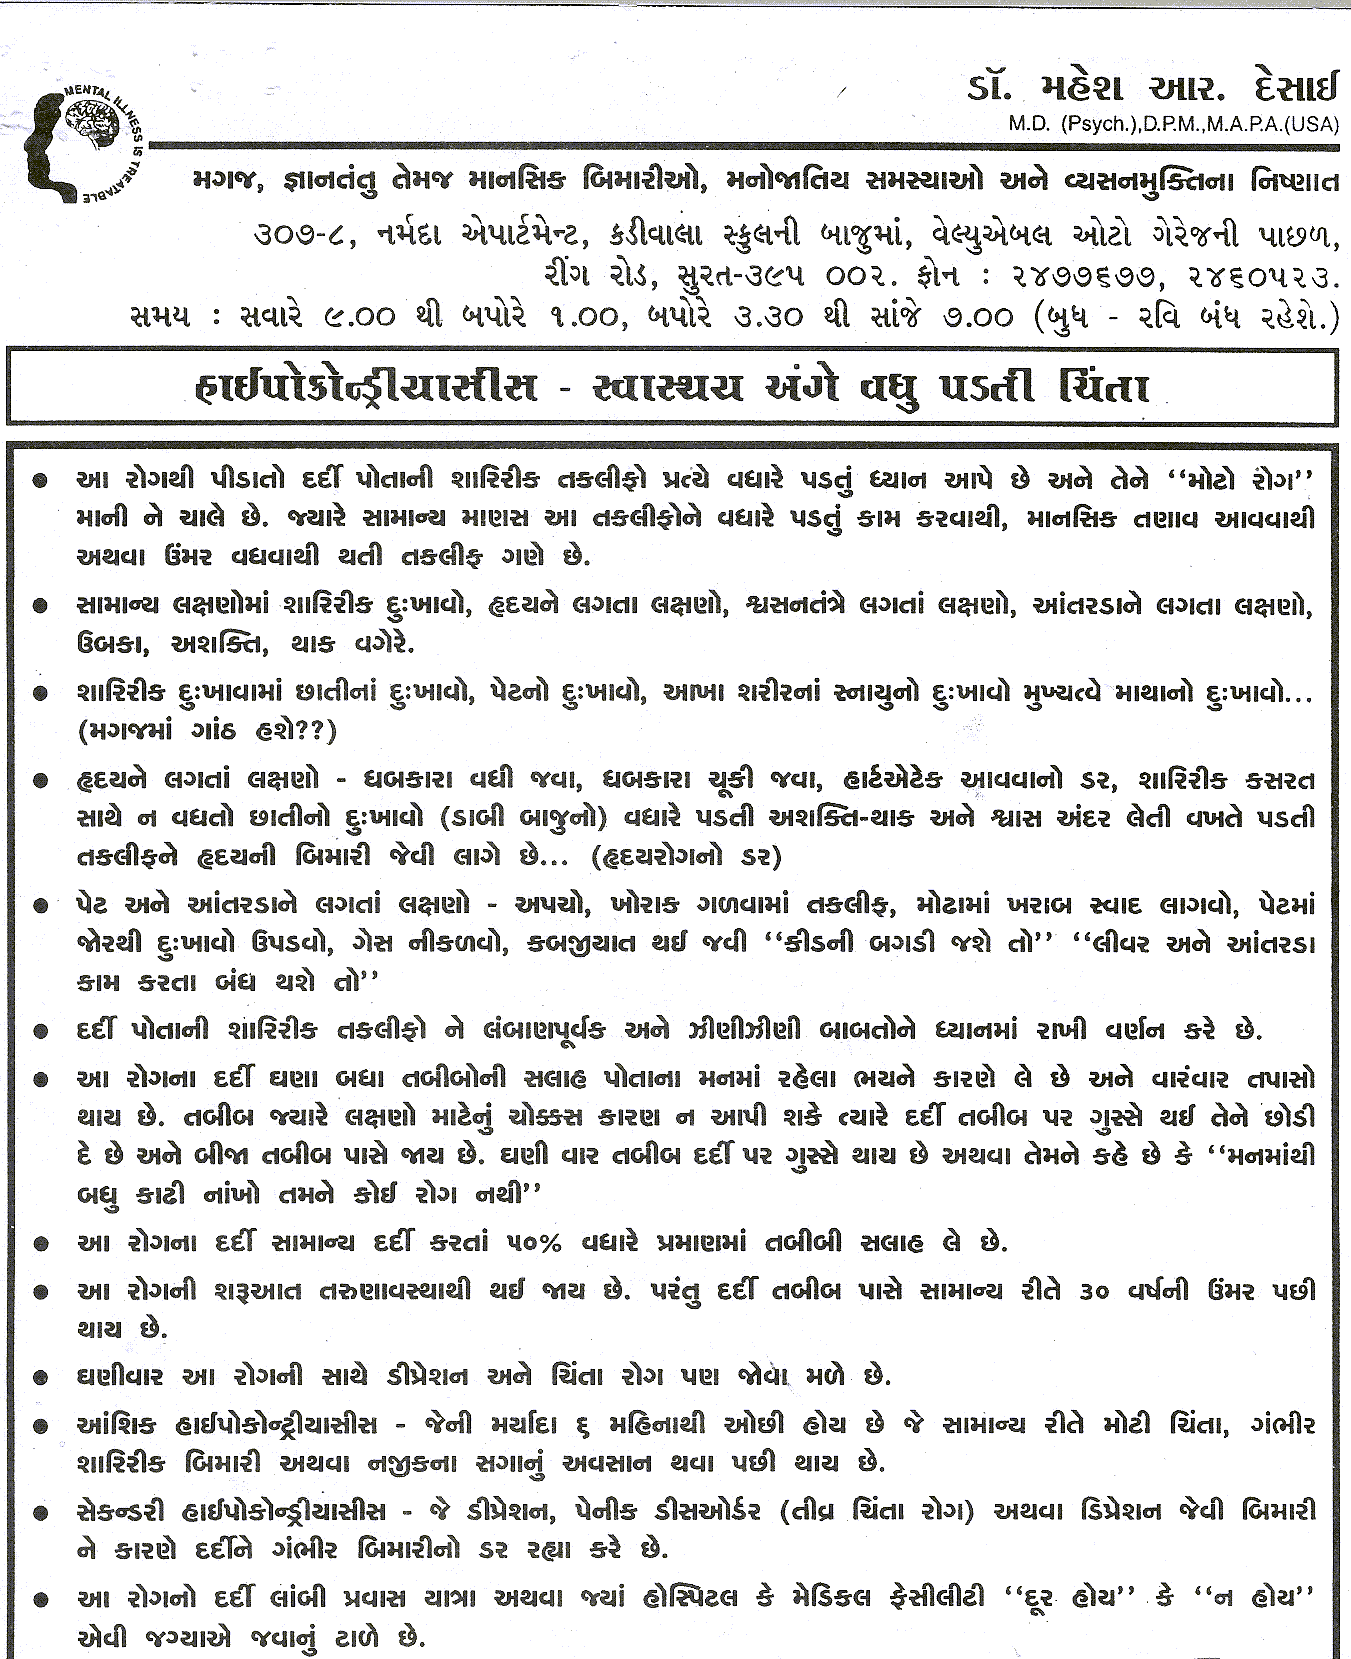 MENTAL ILLNESS IS TREATABLE
ડૉ. મહેશ આર. દેસાઈ
M.D. (Psych.),D.P.M.,M.A.P.A.(USA)
મગજ, જ્ઞાનતંતુ તેમજ માનસિક બિમારીઓ, મનોજાતિય સમસ્યાઓ અને વ્યસનમુક્તિના નિષ્ણાત
૩૦૭-૮, નર્મદા એપાર્ટમેન્ટ, કડીવાલા સ્કુલની બાજુમાં, વેલ્યુએબલ ઓટો ગેરેજની પાછળ,
રીંગ રોડ, સુરત-૩૯૫ ૦૦૨. ફોન : ૨૪૭૭૬૭૭, ૨૪૬૦૫૨૩.
સમય : સવારે ૯.૦૦ થી બપોરે ૧.૦૦, બપોરે ૩.૩૦ થી સાંજે ૭.૦૦ (બુધ - રવિ બંધ રહેશે.)
હાઈપોકોન્ડ્રીયાસીસ - સ્વાસ્થય અંગે વધુ પડતી ચિંતા
● આ રોગથી પીડાતો દર્દી પોતાની શારિરીક તકલીફો પ્રત્યે વધારે પડતું ધ્યાન આપે છે અને તેને ‘‘મોટો રોગ’’
માની ને ચાલે છે. જ્યારે સામાન્ય માણસ આ તકલીફોને વધારે પડતું કામ કરવાથી, માનસિક તણાવ આવવાથી
અથવા ઉંમર વધવાથી થતી તકલીફ ગણે છે.
● સામાન્ય લક્ષણોમાં શારિરીક દુઃખાવો, હૃદયને લગતા લક્ષણો, શ્વસનતંત્રે લગતાં લક્ષણો, આંતરડાને લગતા લક્ષણો,
ઉબકા, અશક્તિ, થાક વગેરે.
● શારિરીક દુઃખાવામાં છાતીનાં દુઃખાવો, પેટનો દુઃખાવો, આખા શરીરનાં સ્નાયુનો દુઃખાવો મુખ્યત્વે માથાનો દુઃખાવો...
(મગજમાં ગાંઠ હશે??)
● હૃદયને લગતાં લક્ષણો - ધબકારા વધી જવા, ધબકારા ચૂકી જવા, હાર્ટએટેક આવવાનો ડર, શારિરીક કસરત
સાથે ન વધતો છાતીનો દુઃખાવો (ડાબી બાજુનો) વધારે પડતી અશક્તિ-થાક અને શ્વાસ અંદર લેતી વખતે પડતી
તકલીફને હૃદયની બિમારી જેવી લાગે છે... (હૃદયરોગનો ડર)
● પેટ અને આંતરડાને લગતાં લક્ષણો - અપચો, ખોરાક ગળવામાં તકલીફ, મોઢામાં ખરાબ સ્વાદ લાગવો, પેટમાં
જોરથી દુઃખાવો ઉપડવો, ગેસ નીકળવો, કબજીયાત થઈ જવી ‘‘કીડની બગડી જશે તો’’ ‘‘લીવર અને આંતરડા
કામ કરતા બંધ થશે તો’’
● દર્દી પોતાની શારિરીક તકલીફો ને લંબાણપૂર્વક અને ઝીણીઝીણી બાબતોને ધ્યાનમાં રાખી વર્ણન કરે છે.
● આ રોગના દર્દી ઘણા બધા તબીબોની સલાહ પોતાના મનમાં રહેલા ભયને કારણે લે છે અને વારંવાર તપાસો
થાય છે. તબીબ જ્યારે લક્ષણો માટેનું ચોક્કસ કારણ ન આપી શકે ત્યારે દર્દી તબીબ પર ગુસ્સે થઈ તેને છોડી
દે છે અને બીજા તબીબ પાસે જાય છે. ઘણી વાર તબીબ દર્દી પર ગુસ્સે થાય છે અથવા તેમને કહે છે કે ‘‘મનમાંથી
બધુ કાઢી નાંખો તમને કોઈ રોગ નથી’’
● આ રોગના દર્દી સામાન્ય દર્દી કરતાં ૫૦% વધારે પ્રમાણમાં તબીબી સલાહ લે છે.
● આ રોગની શરૂઆત તરુણાવસ્થાથી થઈ જાય છે. પરંતુ દર્દી તબીબ પાસે સામાન્ય રીતે ૩૦ વર્ષની ઉંમર પછી
થાય છે.
● ઘણીવાર આ રોગની સાથે ડીપ્રેશન અને ચિંતા રોગ પણ જોવા મળે છે.
● આંશિક હાઈપોકોન્ટ્રીયાસીસ - જેની મર્યાદા ૬ મહિનાથી ઓછી હોય છે જે સામાન્ય રીતે મોટી ચિંતા, ગંભીર
શારિરીક બિમારી અથવા નજીકના સગાનું અવસાન થવા પછી થાય છે.
● સેકન્ડરી હાઈપોકોન્ડ્રીયાસીસ - જે ડીપ્રેશન, પેનીક ડીસઓર્ડર (તીવ્ર ચિંતા રોગ) અથવા ડિપ્રેશન જેવી બિમારી
ને કારણે દર્દીને ગંભીર બિમારીનો ડર રહ્યા કરે છે.
● આ રોગનો દર્દી લાંબી પ્રવાસ યાત્રા અથવા જ્યાં હોસ્પિટલ કે મેડિકલ ફેસીલીટી ‘‘દૂર હોય’’ કે ‘‘ન હોય’’
એવી જગ્યાએ જવાનું ટાળે છે.